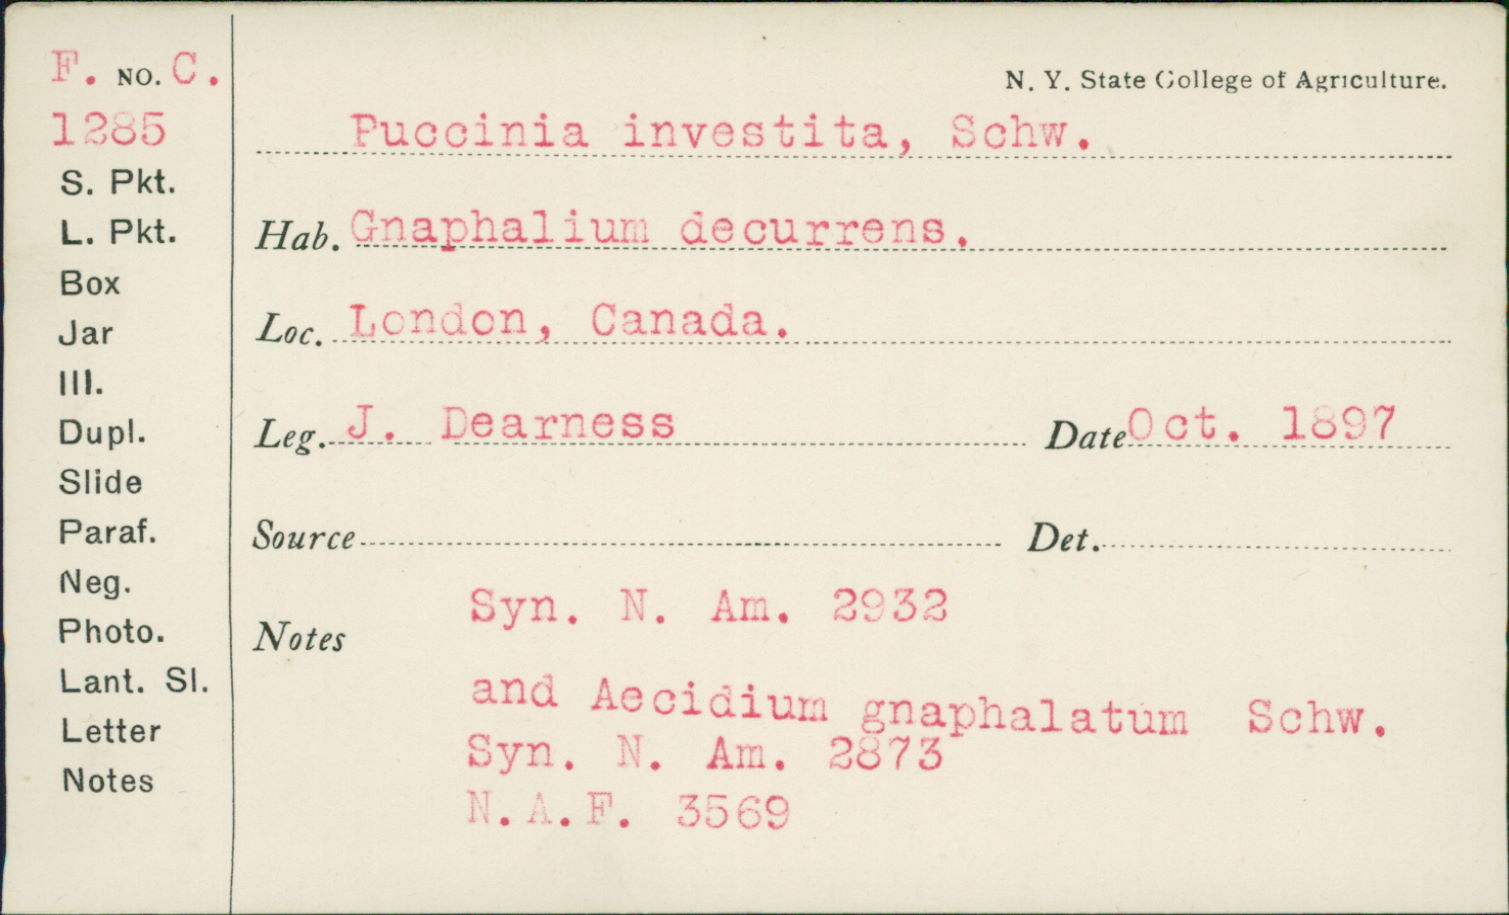 F. NO. C.
1285
S. Pkt.
L. Pkt.
Box
Jar
Ill.
Dupl.
Slide
Paraf.
Neg.
Photo.
Lant. Sl.
Letter
Notes
N. Y. State College of Agriculture.
Puccinia investita, Schw.
Hab. Gnaphalium decurrens.
Loc. London, Canada.
Leg. J. Dearness Date Oct. 1897
Source Det.
Notes Syn. N. Am. 2932
and Aecidium gnaphalatum Schw.
Syn. N. Am. 2873
N.A.F. 3569